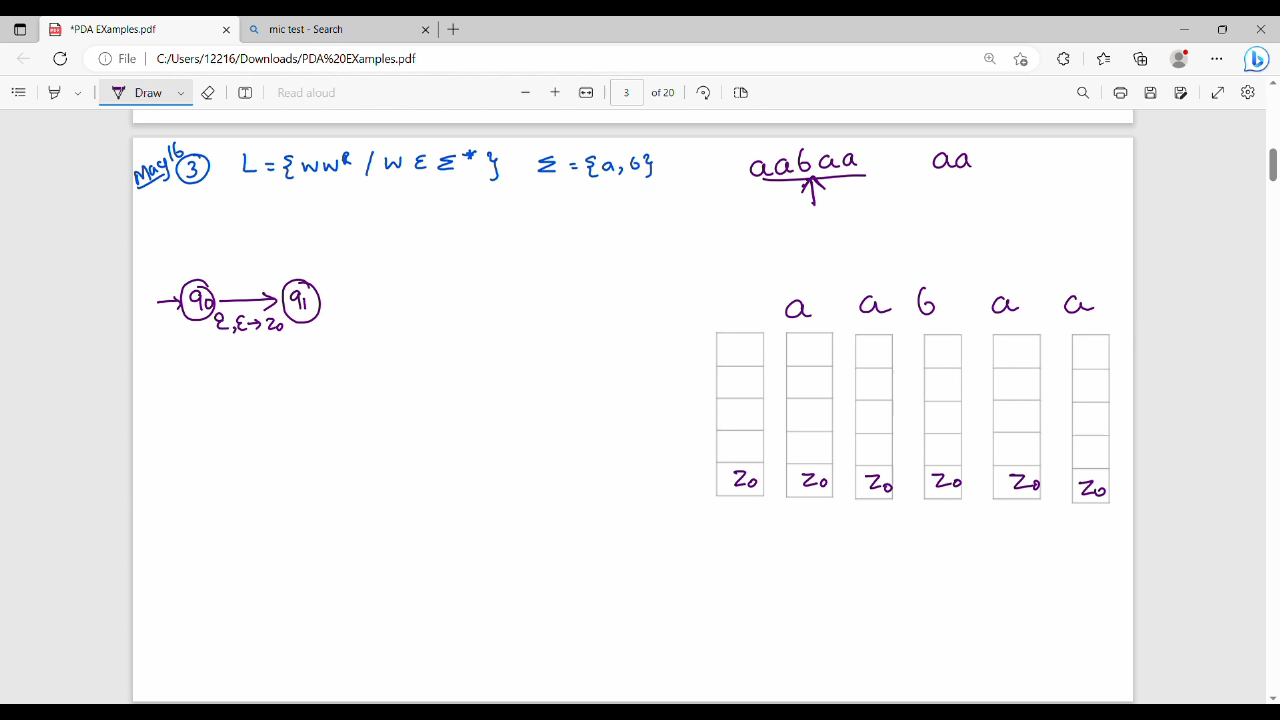 *PDA EXamples.pdf
mic test - Search
File C:/Users/12216/Downloads/PDA%20EXamples.pdf
Draw Read aloud 3 of 20
May 16 ③ L = { wwᴿ / w ε Σ* } Σ = {a, b} aabaa aa
a a b a a
q₀ q₁
ε, ε → z₀
z₀ z₀ z₀ z₀ z₀ z₀